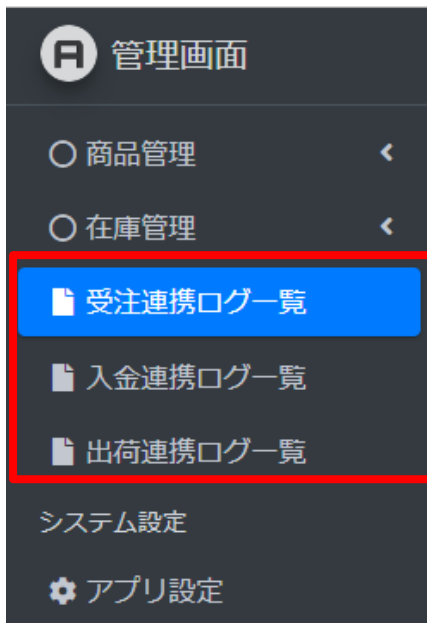 管理画面
商品管理
在庫管理
受注連携ログ一覧
入金連携ログ一覧
出荷連携ログ一覧
システム設定
アプリ設定